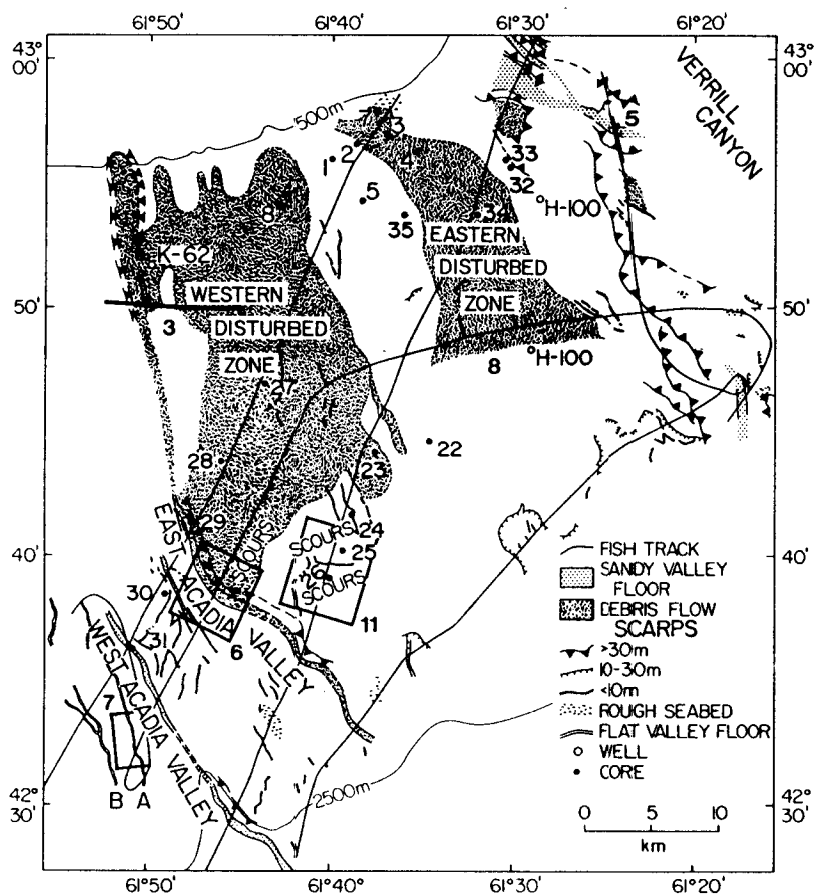 61°50'
61°40'
61°30'
61°20'
43°
00'
43°
00'
VERRILL
CANYON
500m
7
3
5
1
2
4
33
32
8
5
35
34
H-100
K-62
EASTERN
DISTURBED
ZONE
50'
WESTERN
DISTURBED
ZONE
50'
3
8
H-100
27
28
22
23
29
24
25
SCOURS
SCOURS
SCOURS
26
40'
40'
30
31
EAST ACADIA VALLEY
6
11
WEST ACADIA VALLEY
7
B A
2500m
FISH TRACK
SANDY VALLEY
FLOOR
DEBRIS FLOW
SCARPS
>30m
10-30m
<10m
ROUGH SEABED
FLAT VALLEY FLOOR
WELL
CORE
0 5 10
km
42°
30'
42°
30'
61°50'
61°40'
61°30'
61°20'